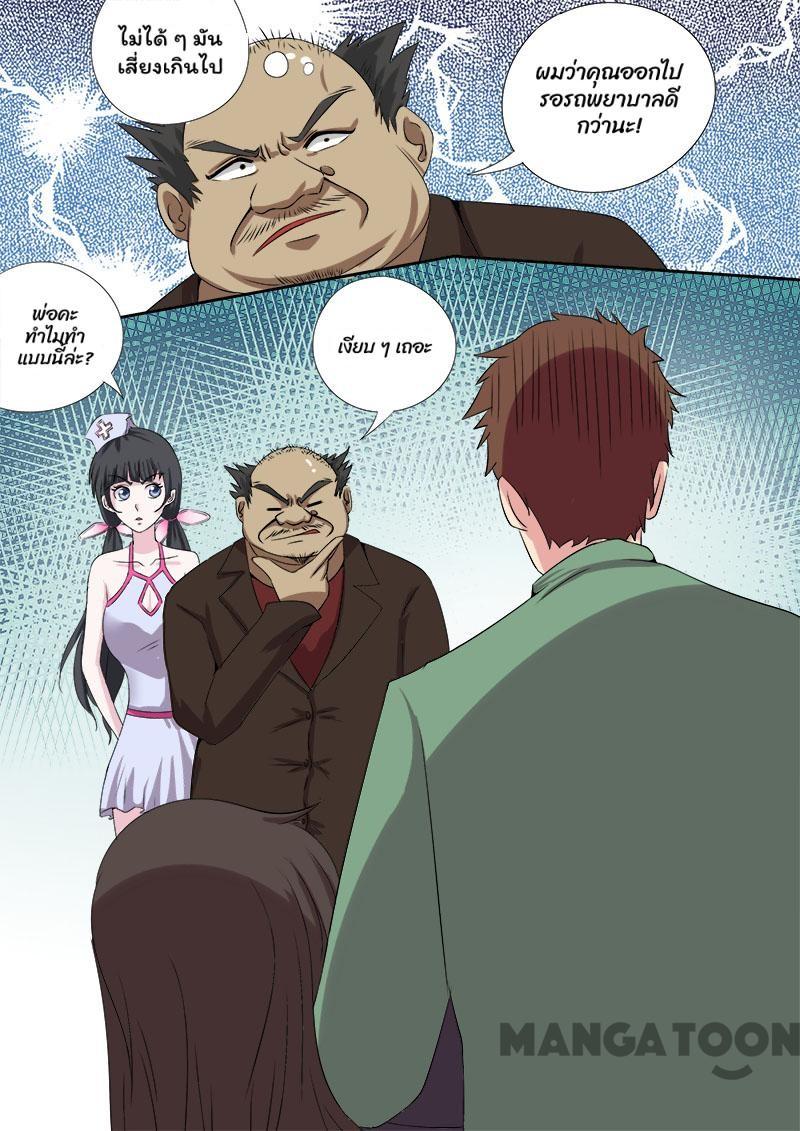 ไม่ได้ ๆ มัน
เสี่ยงเกินไป
ผมว่าคุณออกไป
รอรถพยาบาลดี
กว่านะ!
พ่อคะ
ทำไมทำ
แบบนี้ล่ะ?
เงียบ ๆ เถอะ
MANGATOON